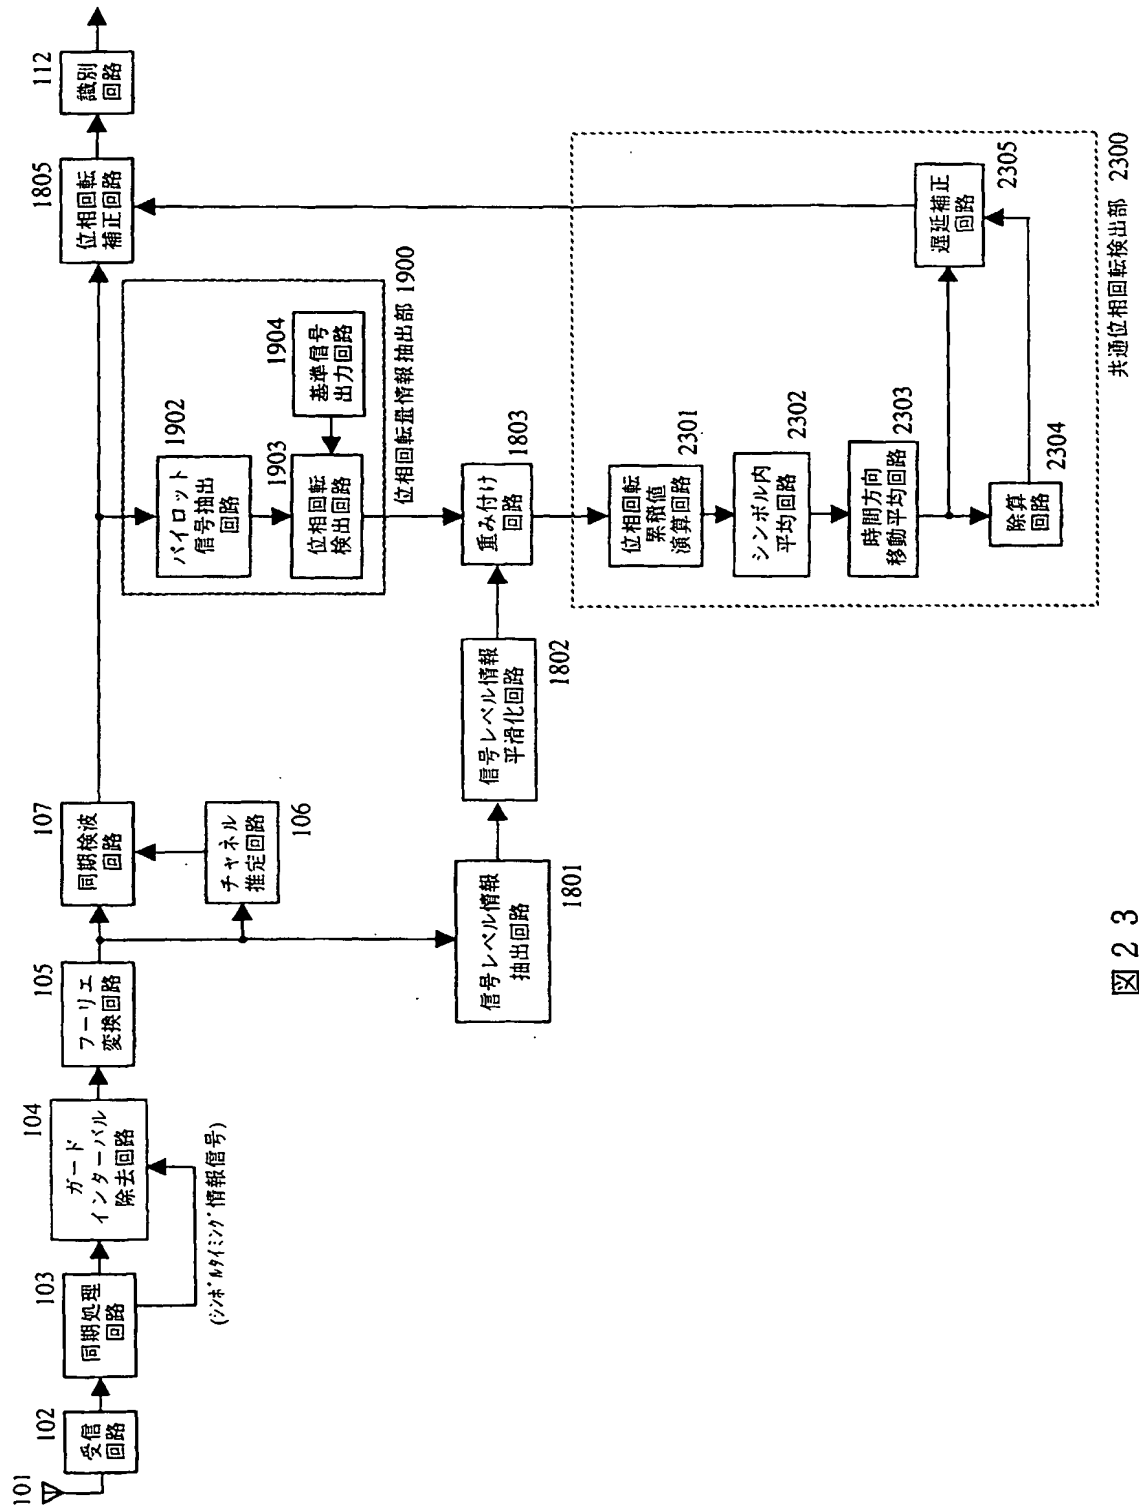 101
102
受信
回路
103
同期処理
回路
(シンボルタイミング情報信号)
104
ガード
インターバル
除去回路
105
フーリエ
変換回路
107
同期検波
回路
チャネル
推定回路
106
1805
位相回転
補正回路
112
識別
回路
1902
パイロット
信号抽出
回路
1903
位相回転
検出回路
1904
基準信号
出力回路
位相回転量情報抽出部 1900
信号レベル情報
抽出回路
1801
信号レベル情報
平滑化回路
1802
重み付け
回路
1803
位相回転
累積値
演算回路
2301
シンボル内
平均回路
2302
時間方向
移動平均回路
2303
除算
回路
2304
遅延補正
回路
2305
共通位相回転検出部 2300
図23